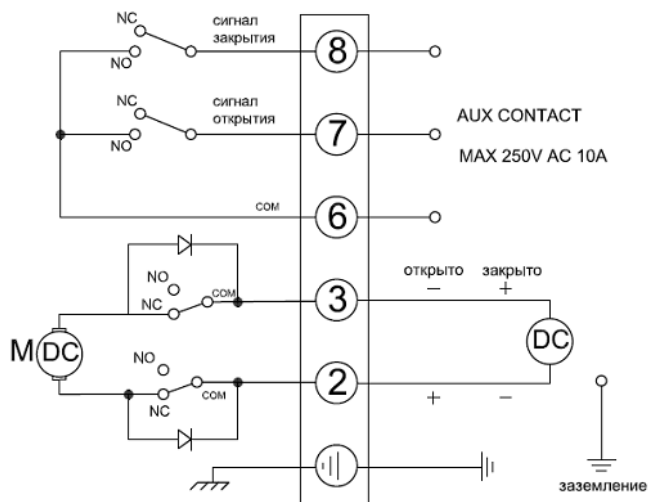 NC
сигнал
закрытия
8
NO
NC
сигнал
открытия
7
AUX CONTACT
NO
MAX 250V AC 10A
COM
6
NO
COM
3
открыто
закрыто
−
+
NC
M
DC
DC
NO
NC
COM
2
+
−
заземление